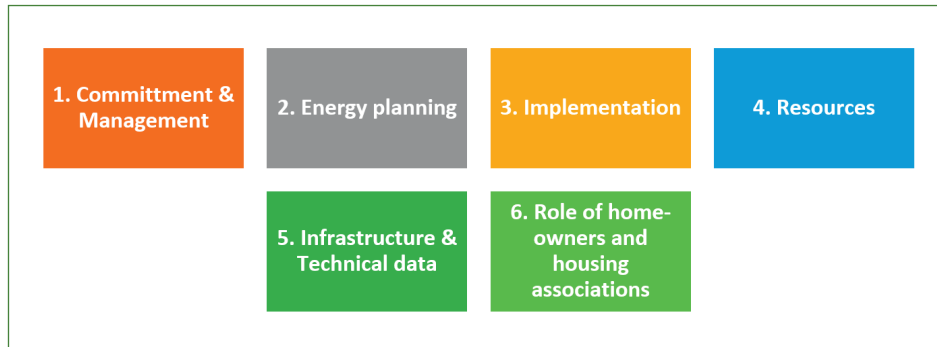 1. Committment &
Management
2. Energy planning
3. Implementation
4. Resources
5. Infrastructure &
Technical data
6. Role of home-
owners and
housing
associations